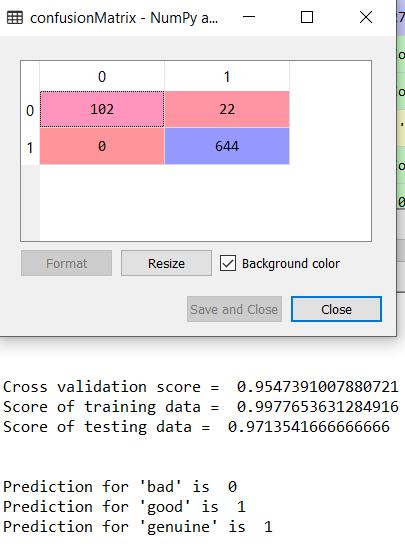 confusionMatrix - NumPy a...
0 1
0 102 22
1 0 644
Format Resize Background color
Save and Close Close
Cross validation score =  0.9547391007880721
Score of training data =  0.9977653631284916
Score of testing data =  0.9713541666666666
Prediction for 'bad' is  0
Prediction for 'good' is  1
Prediction for 'genuine' is  1